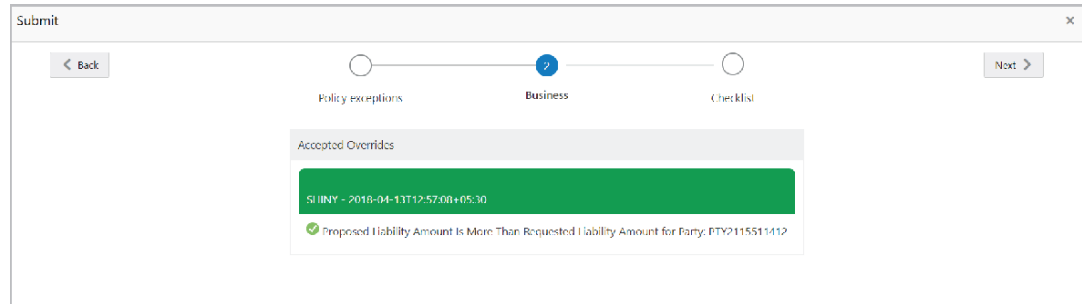 Submit
×
Back
Next
2
Policy exceptions
Business
Checklist
Accepted Overrides
SHINY - 2018-04-13T12:57:08+05:30
Proposed Liability Amount Is More Than Requested Liability Amount for Party: PTY2115511412